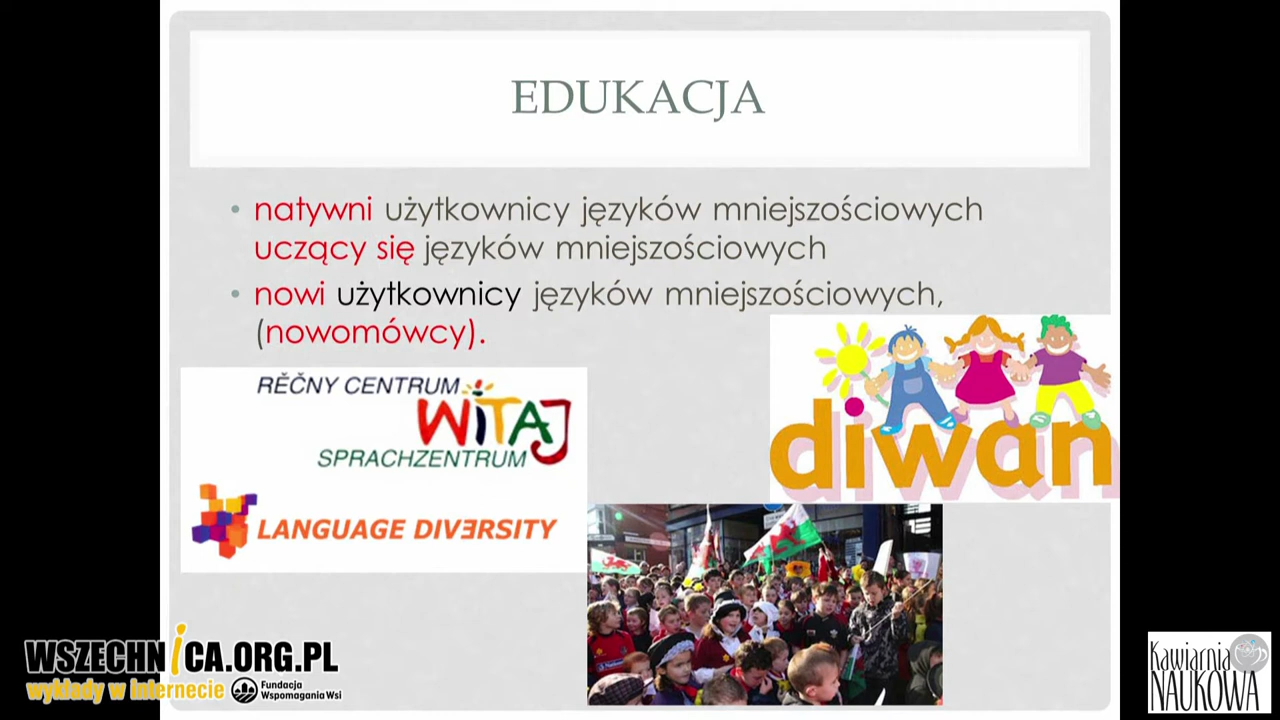 EDUKACJA
• natywni użytkownicy języków mniejszościowych
uczący się języków mniejszościowych
• nowi użytkownicy języków mniejszościowych,
(nowomówcy).
RĚČNY CENTRUM
WITAJ
SPRACHZENTRUM
LANGUAGE DIVƎRSITY
diwan
WSZECHNICA.ORG.PL
wykłady w Internecie
Fundacja
Wspomagania Wsi
Kawiarnia
NAUKOWA